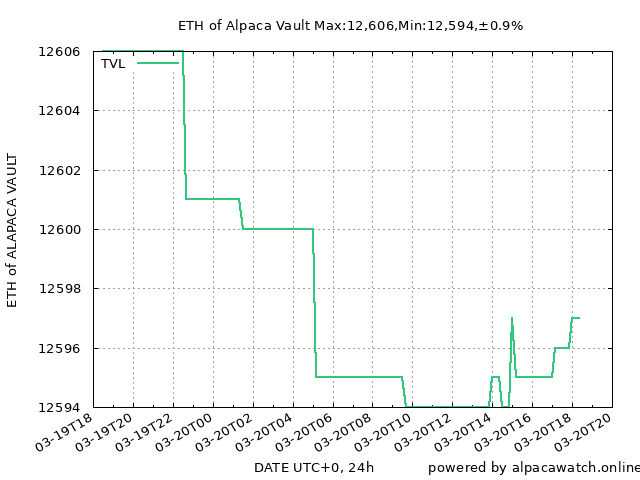 ETH of Alpaca Vault Max:12,606,Min:12,594,±0.9%
12606
TVL
12604
12602
12600
12598
12596
12594
ETH of ALAPACA VAULT
03-19T18
03-19T20
03-19T22
03-20T00
03-20T02
03-20T04
03-20T06
03-20T08
03-20T10
03-20T12
03-20T14
03-20T16
03-20T18
03-20T20
DATE UTC+0, 24h
powered by alpacawatch.online